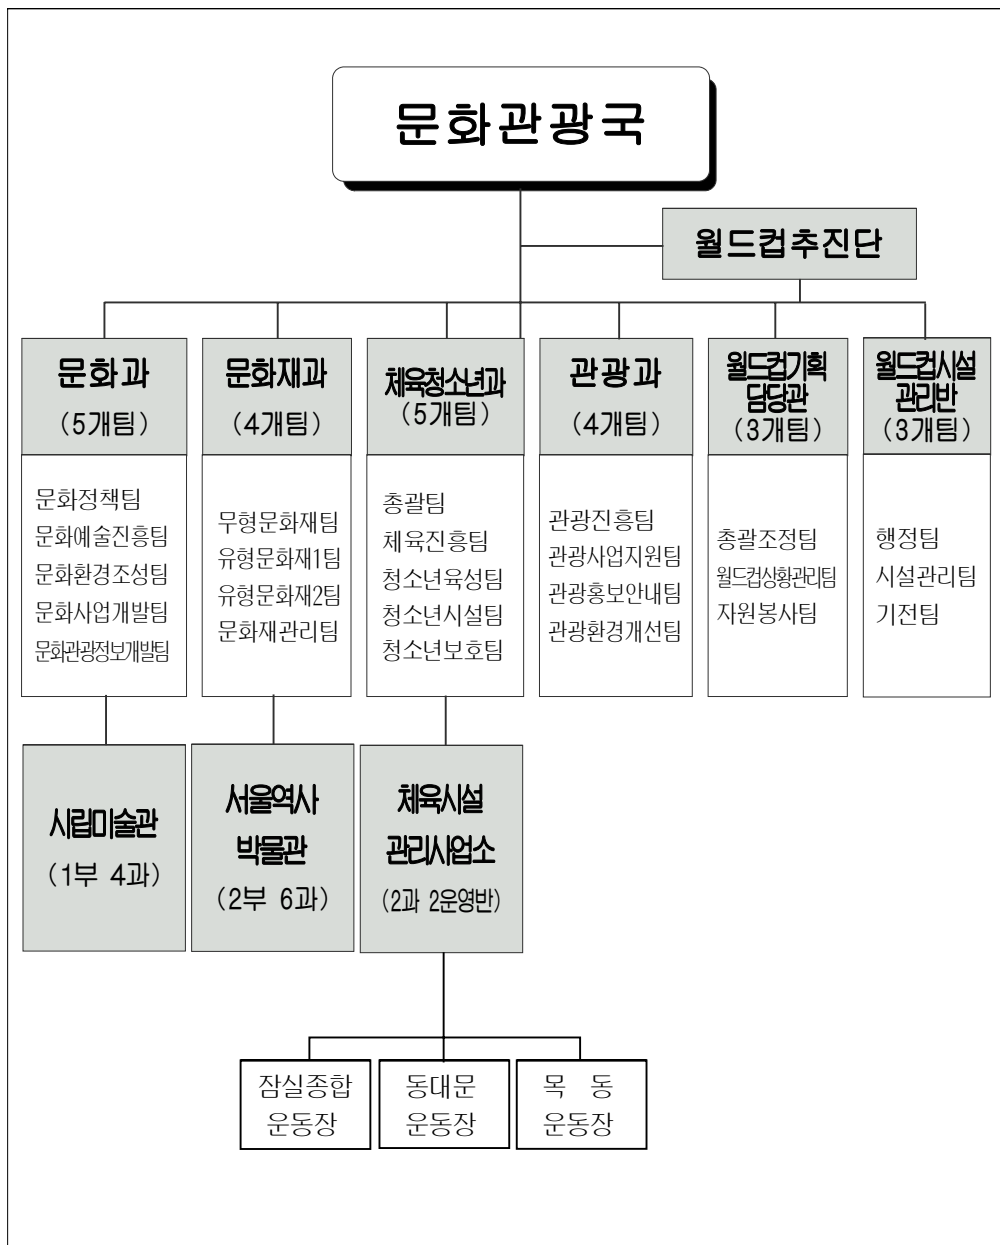 문화관광국
월드컵추진단
문화과
(5개팀)
문화정책팀
문화예술진흥팀
문화환경조성팀
문화사업개발팀
문화관광정보개발팀
문화재과
(4개팀)
무형문화재팀
유형문화재1팀
유형문화재2팀
문화재관리팀
체육청소년과
(5개팀)
총괄팀
체육진흥팀
청소년육성팀
청소년시설팀
청소년보호팀
관광과
(4개팀)
관광진흥팀
관광사업지원팀
관광홍보안내팀
관광환경개선팀
월드컵기획
담당관
(3개팀)
총괄조정팀
월드컵상황관리팀
자원봉사팀
월드컵시설
관리반
(3개팀)
행정팀
시설관리팀
기전팀
시립미술관
(1부 4과)
서울역사
박물관
(2부 6과)
체육시설
관리사업소
(2과 2운영반)
잠실종합
운동장
동대문
운동장
목 동
운동장